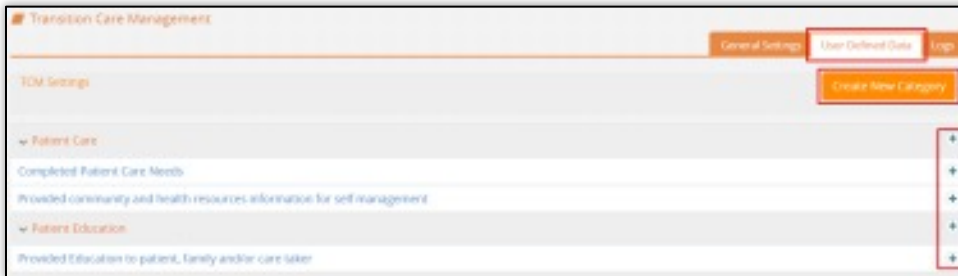 Transition Care Management
General Settings User Defined Data Logs
TCM Settings Create New Category
Patient Care +
Completed Patient Care Needs +
Provided community and health resources information for self management +
Patient Education +
Provided Education to patient, family and/or care taker +